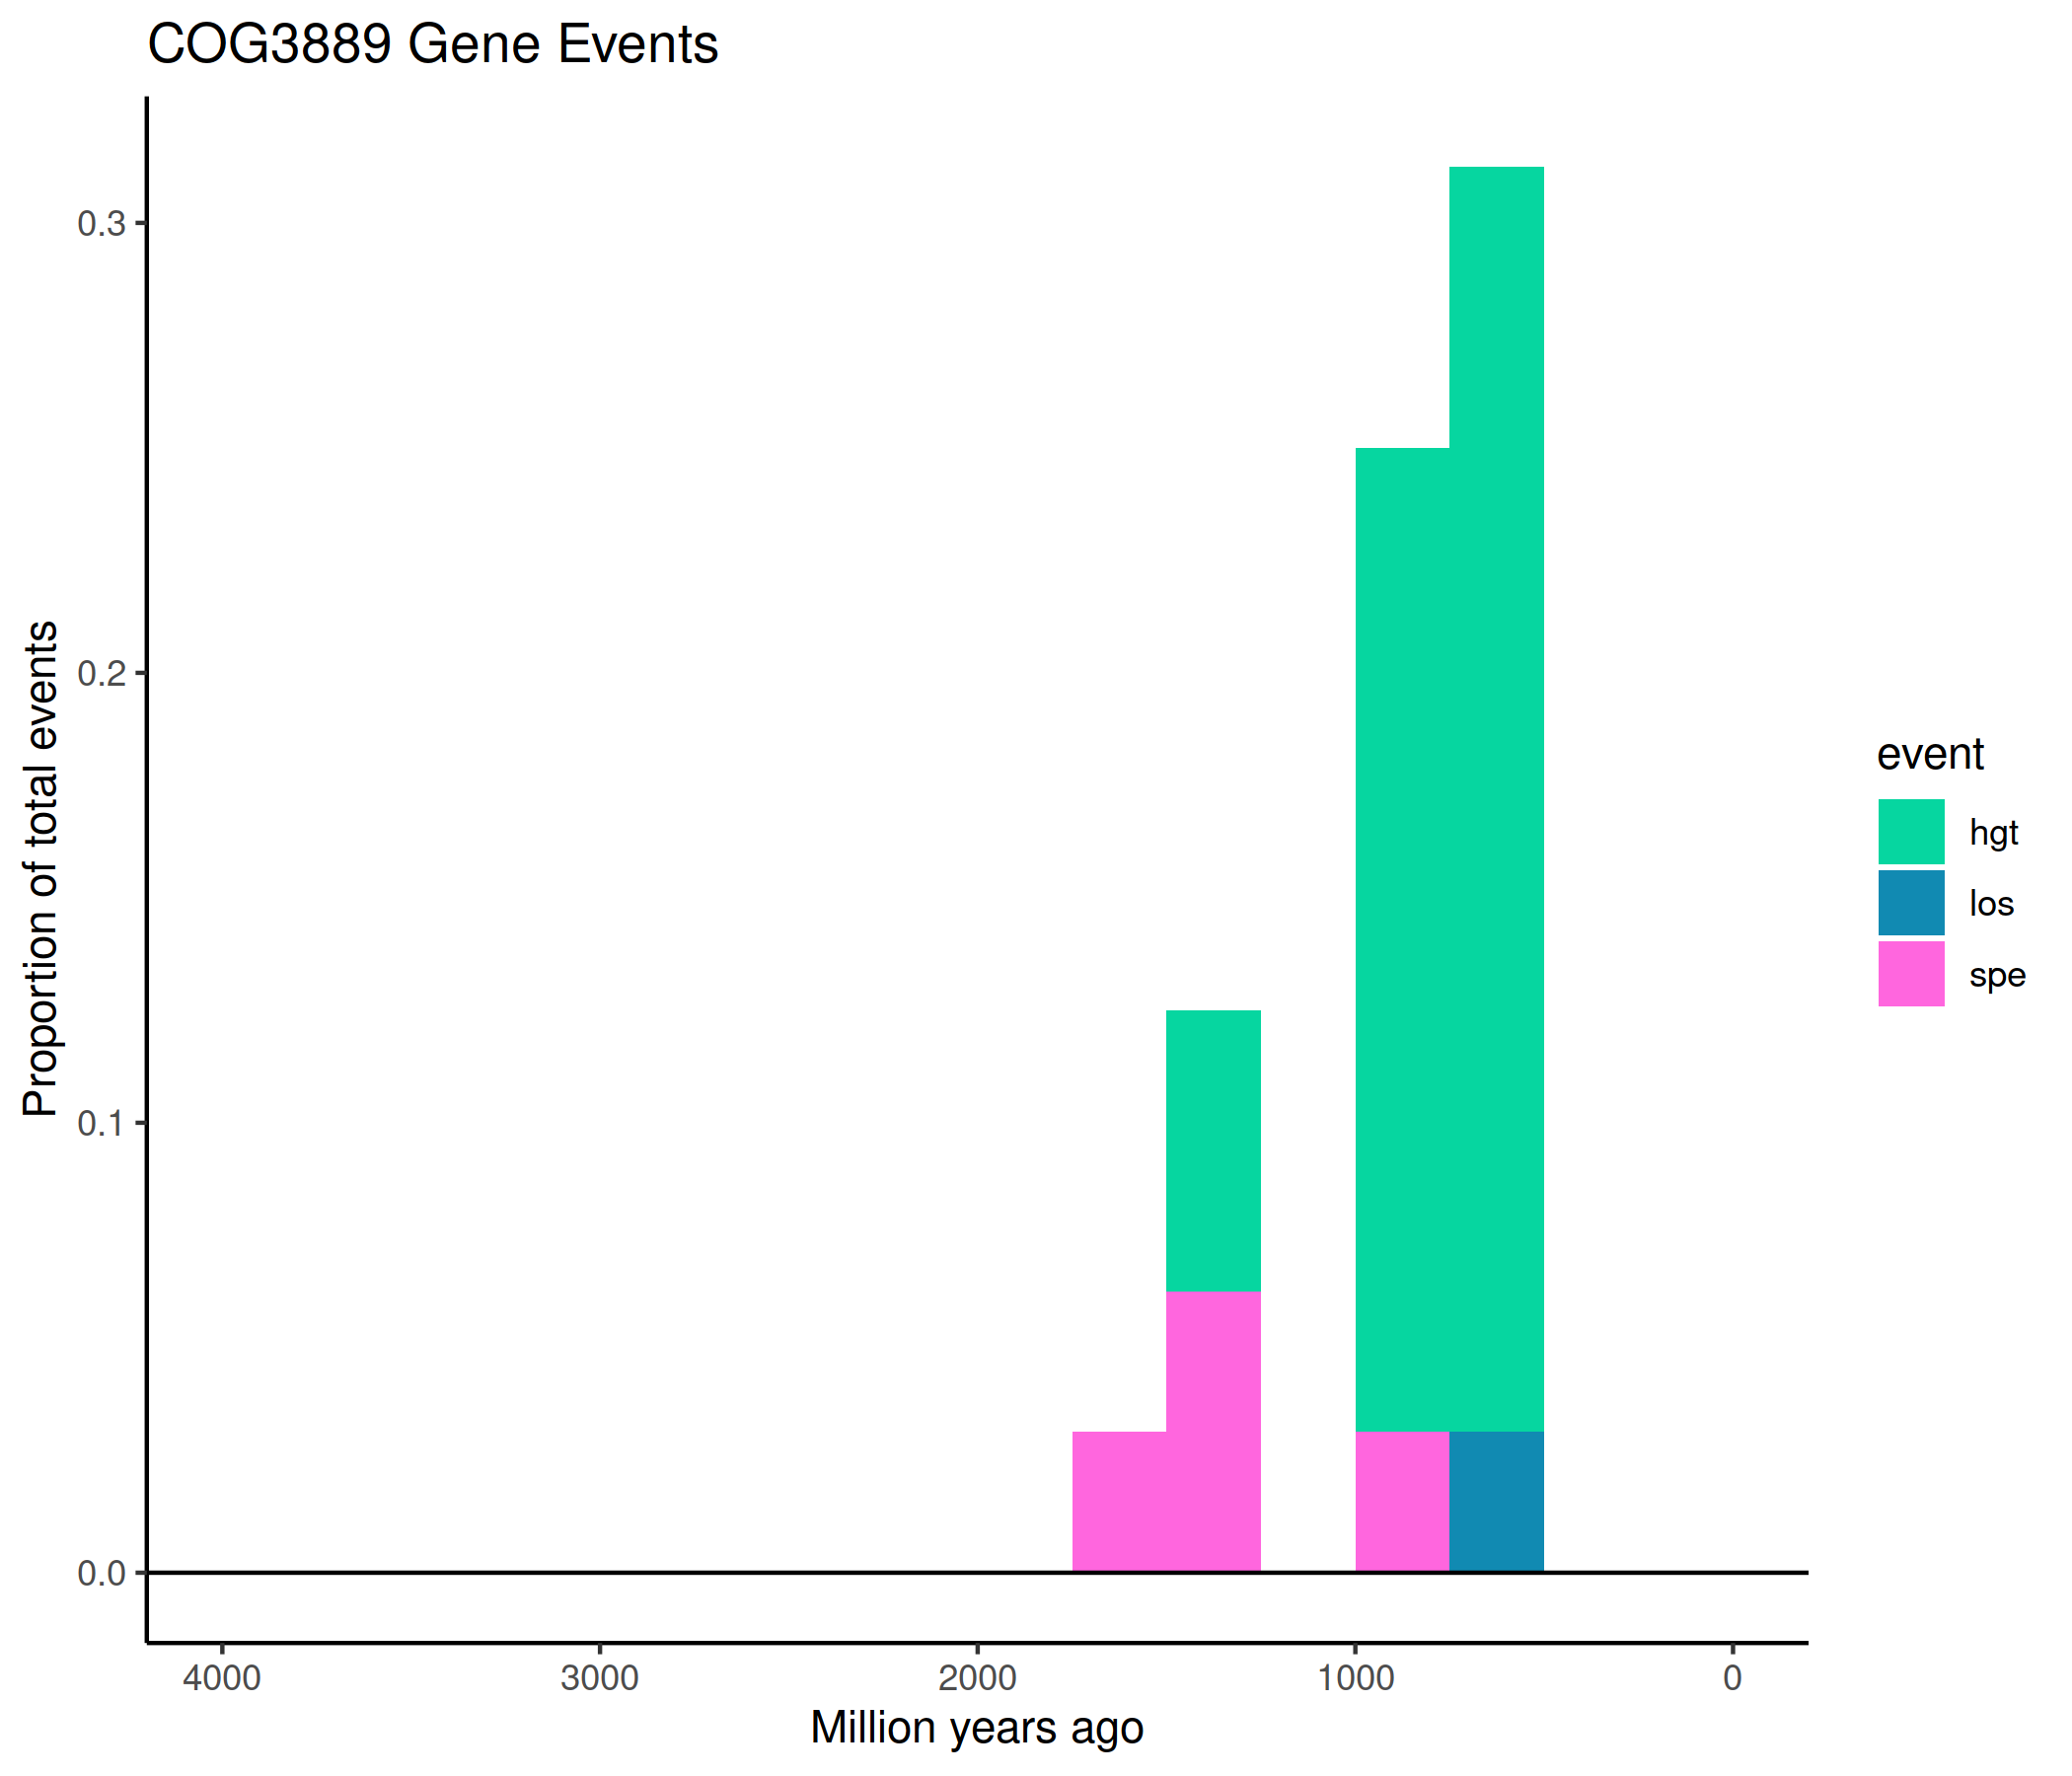 COG3889 Gene Events
Proportion of total events
0.3
0.2
0.1
0.0
4000 3000 2000 1000 0
Million years ago
event
hgt
los
spe